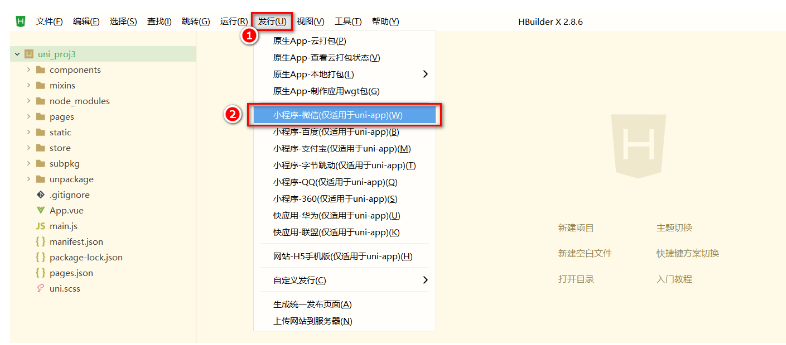 文件(F) 编辑(E) 选择(S) 查找(I) 跳转(G) 运行(R) 发行(U) 视图(V) 工具(T) 帮助(Y) HBuilder X 2.8.6
1
uni_proj3
components
mixins
node_modules
pages
static
store
subpkg
unpackage
.gitignore
App.vue
JS main.js
{ } manifest.json
{ } package-lock.json
{ } pages.json
uni.scss
原生App-云打包(P)
原生App-查看云打包状态(V)
原生App-本地打包(L)
原生App-制作应用wgt包(G)
2
小程序-微信(仅适用于uni-app)(W)
小程序-百度(仅适用于uni-app)(B)
小程序-支付宝(仅适用于uni-app)(M)
小程序-字节跳动(仅适用于uni-app)(T)
小程序-QQ(仅适用于uni-app)(Q)
小程序-360(仅适用于uni-app)(S)
快应用-华为(仅适用于uni-app)(U)
快应用-联盟(仅适用于uni-app)(K)
网站-H5手机版(仅适用于uni-app)(H)
自定义发行(C)
生成统一发布页面(A)
上传网站到服务器(N)
H
新建项目 主题切换
新建空白文件 快捷键方案切换
打开目录 入门教程